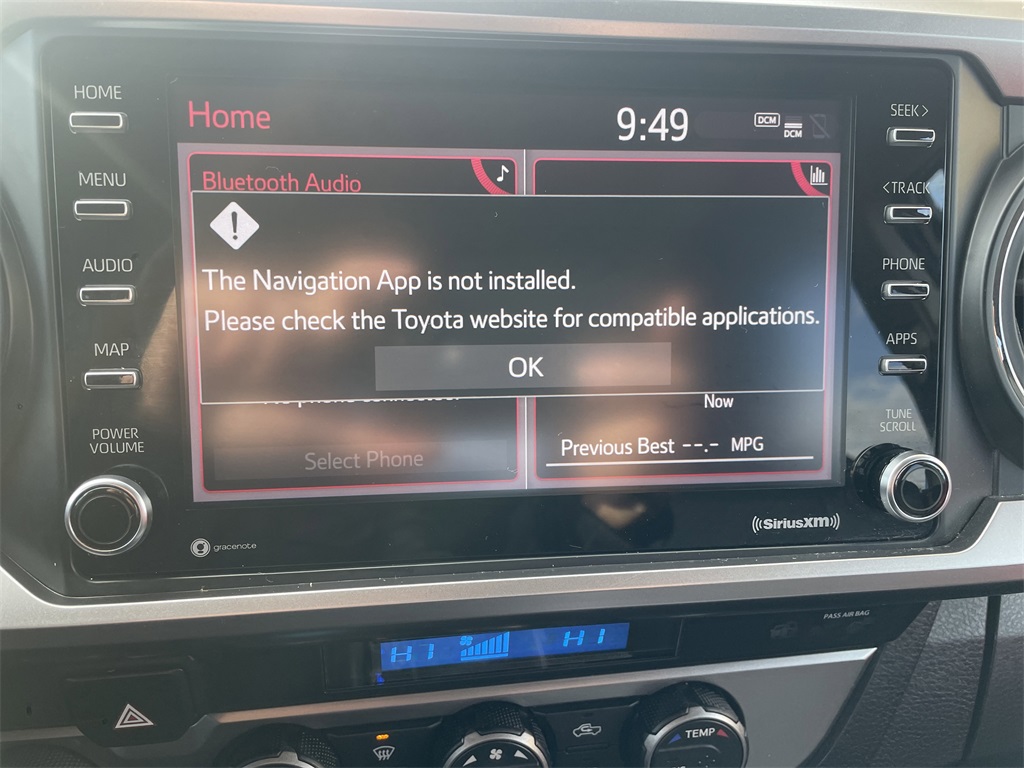 HOME
MENU
AUDIO
MAP
POWER
VOLUME
Home
9:49
DCM
DCM
Bluetooth Audio
The Navigation App is not installed.
Please check the Toyota website for compatible applications.
OK
Select Phone
Now
Previous Best --.- MPG
SEEK>
<TRACK
PHONE
APPS
TUNE
SCROLL
gracenote
((SiriusXM))
PASS AIR BAG
HI HI
TEMP